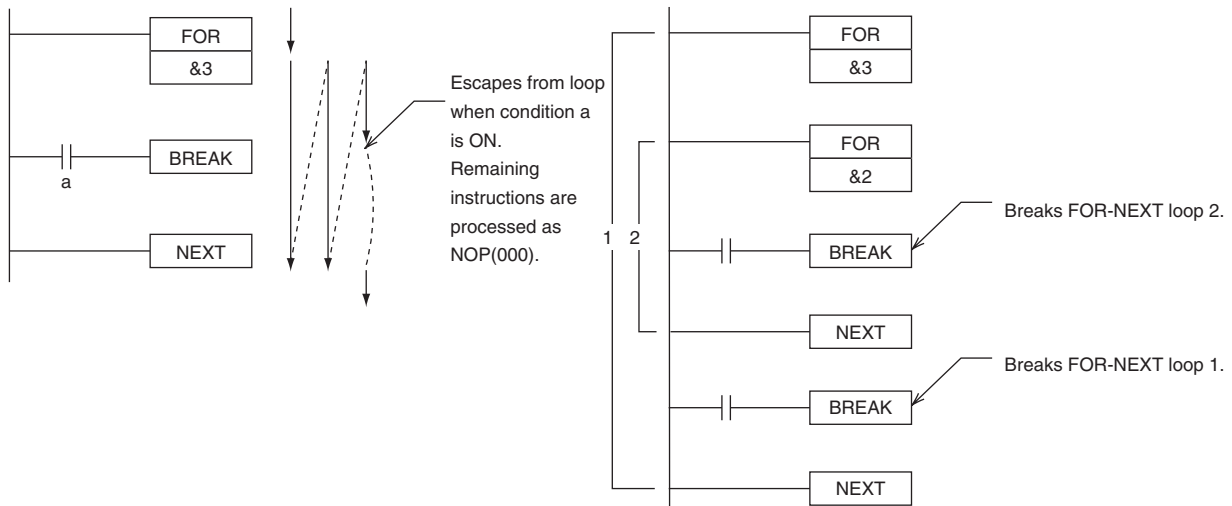 FOR
&3
a
BREAK
NEXT
Escapes from loop
when condition a
is ON.
Remaining
instructions are
processed as
NOP(000).
1 2
FOR
&3
FOR
&2
BREAK
Breaks FOR-NEXT loop 2.
NEXT
BREAK
Breaks FOR-NEXT loop 1.
NEXT